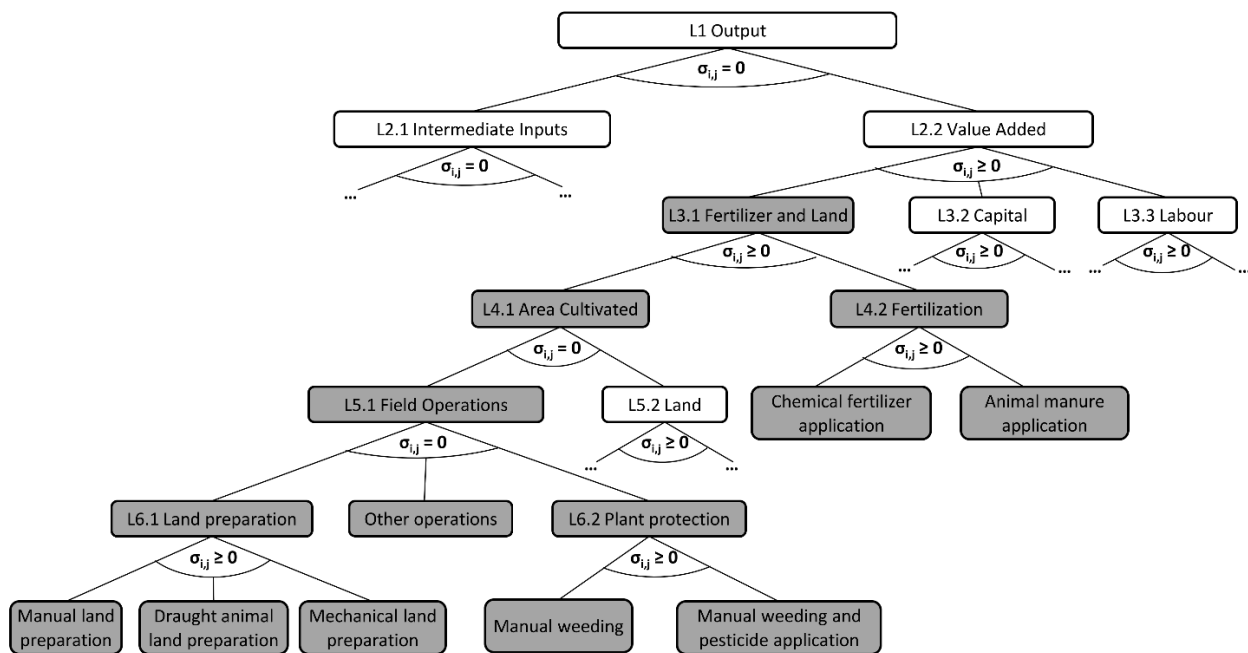 L1 Output
σi,j = 0
L2.1 Intermediate Inputs
L2.2 Value Added
σi,j = 0
σi,j ≥ 0
...
...
L3.1 Fertilizer and Land
L3.2 Capital
L3.3 Labour
σi,j ≥ 0
σi,j ≥ 0
σi,j ≥ 0
...
...
...
...
L4.1 Area Cultivated
L4.2 Fertilization
σi,j = 0
σi,j ≥ 0
L5.1 Field Operations
L5.2 Land
Chemical fertilizer
application
Animal manure
application
σi,j = 0
σi,j ≥ 0
...
...
L6.1 Land preparation
Other operations
L6.2 Plant protection
σi,j ≥ 0
σi,j ≥ 0
Manual land
preparation
Draught animal
land preparation
Mechanical land
preparation
Manual weeding
Manual weeding and
pesticide application